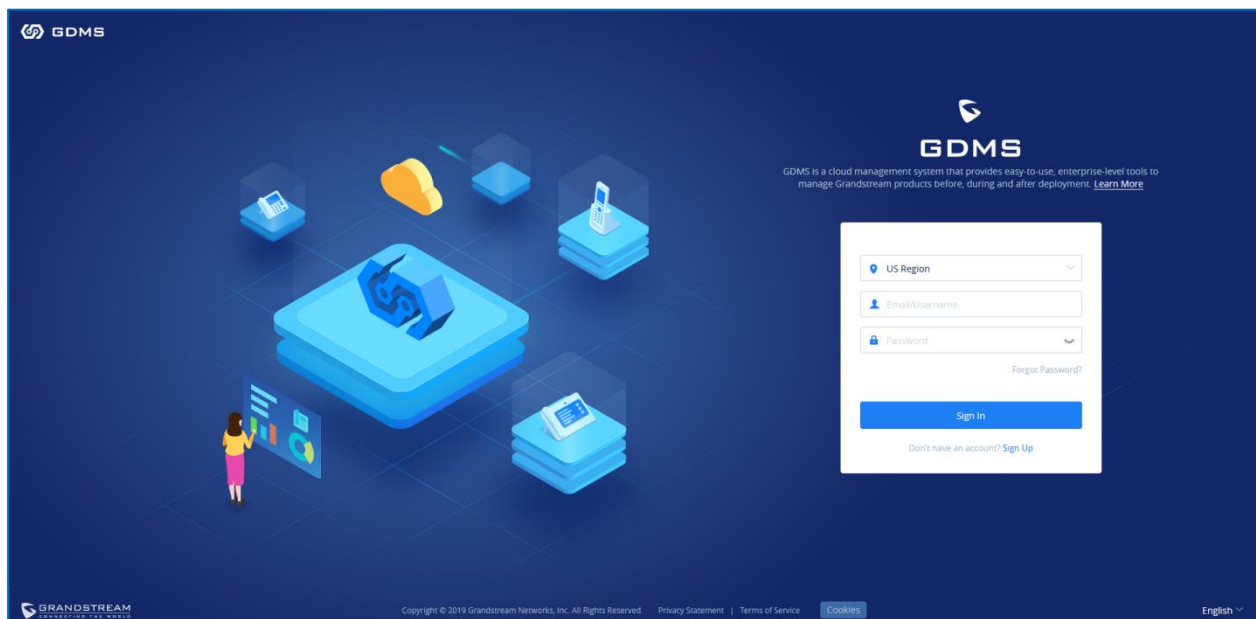 GDMS
GDMS
GDMS is a cloud management system that provides easy-to-use, enterprise-level tools to
manage Grandstream products before, during and after deployment. Learn More
US Region
Email/Username
Password
Forgot Password?
Sign In
Don't have an account? Sign Up
GRANDSTREAM
CONNECTING THE WORLD
Copyright © 2019 Grandstream Networks, Inc. All Rights Reserved. Privacy Statement | Terms of Service Cookies
English